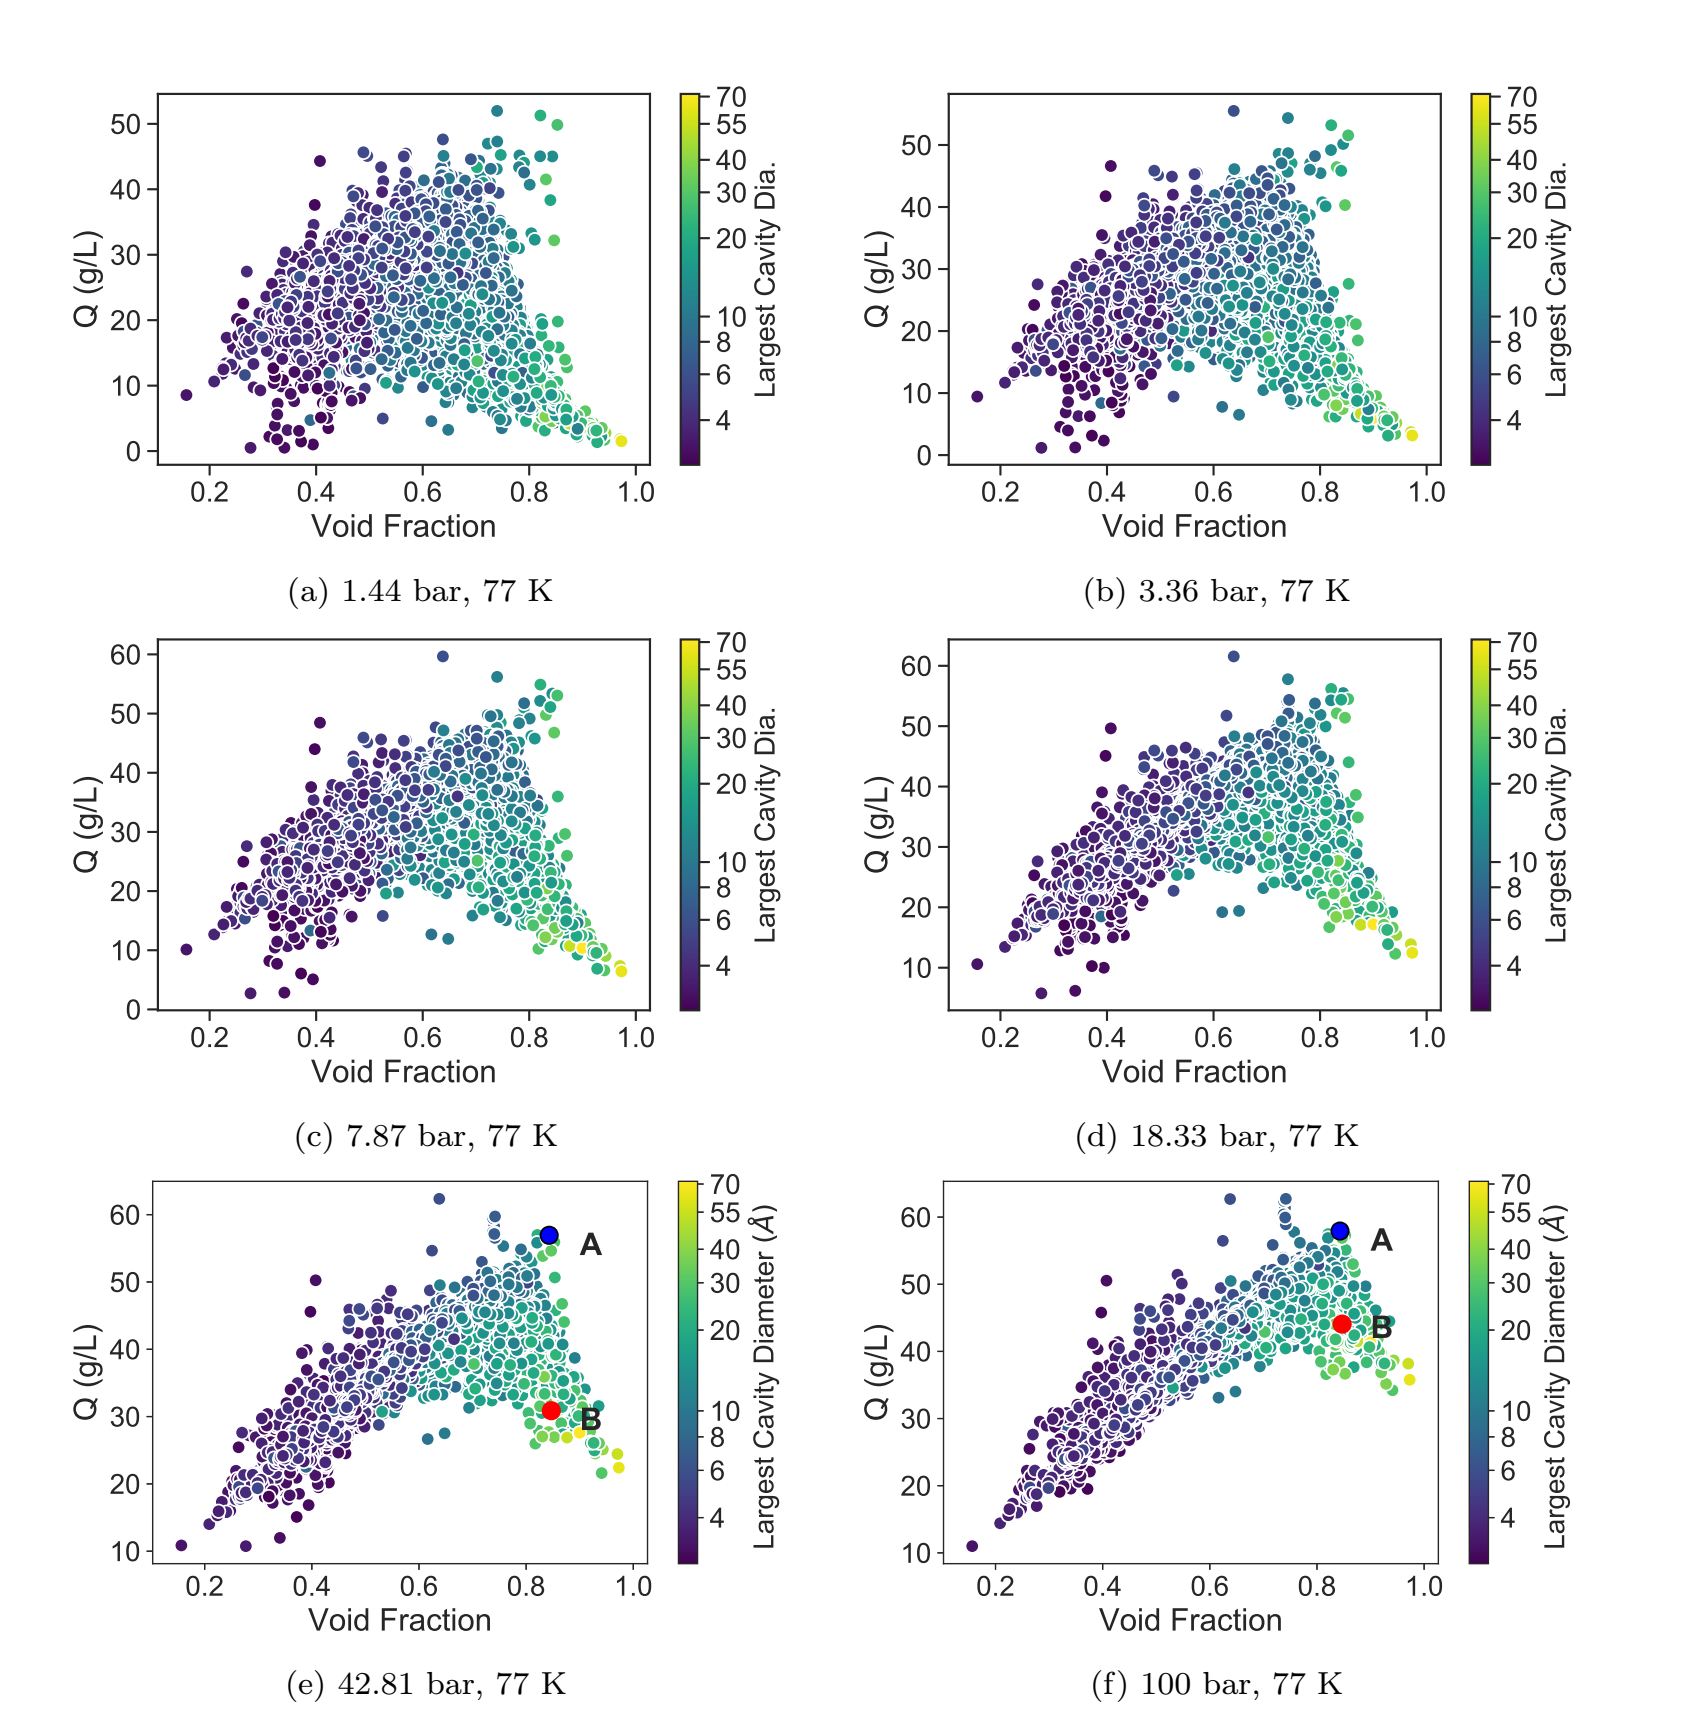 50
40
30
20
10
0
Q (g/L)
0.2 0.4 0.6 0.8 1.0
Void Fraction
70
55
40
30
20
10
8
6
4
Largest Cavity Dia.
(a) 1.44 bar, 77 K
50
40
30
20
10
0
Q (g/L)
0.2 0.4 0.6 0.8 1.0
Void Fraction
70
55
40
30
20
10
8
6
4
Largest Cavity Dia.
(b) 3.36 bar, 77 K
60
50
40
30
20
10
0
Q (g/L)
0.2 0.4 0.6 0.8 1.0
Void Fraction
70
55
40
30
20
10
8
6
4
Largest Cavity Dia.
(c) 7.87 bar, 77 K
60
50
40
30
20
10
Q (g/L)
0.2 0.4 0.6 0.8 1.0
Void Fraction
70
55
40
30
20
10
8
6
4
Largest Cavity Dia.
(d) 18.33 bar, 77 K
60
50
40
30
20
10
Q (g/L)
A
B
0.2 0.4 0.6 0.8 1.0
Void Fraction
70
55
40
30
20
10
8
6
4
Largest Cavity Diameter (Å)
(e) 42.81 bar, 77 K
60
50
40
30
20
10
Q (g/L)
A
B
0.2 0.4 0.6 0.8 1.0
Void Fraction
70
55
40
30
20
10
8
6
4
Largest Cavity Diameter (Å)
(f) 100 bar, 77 K